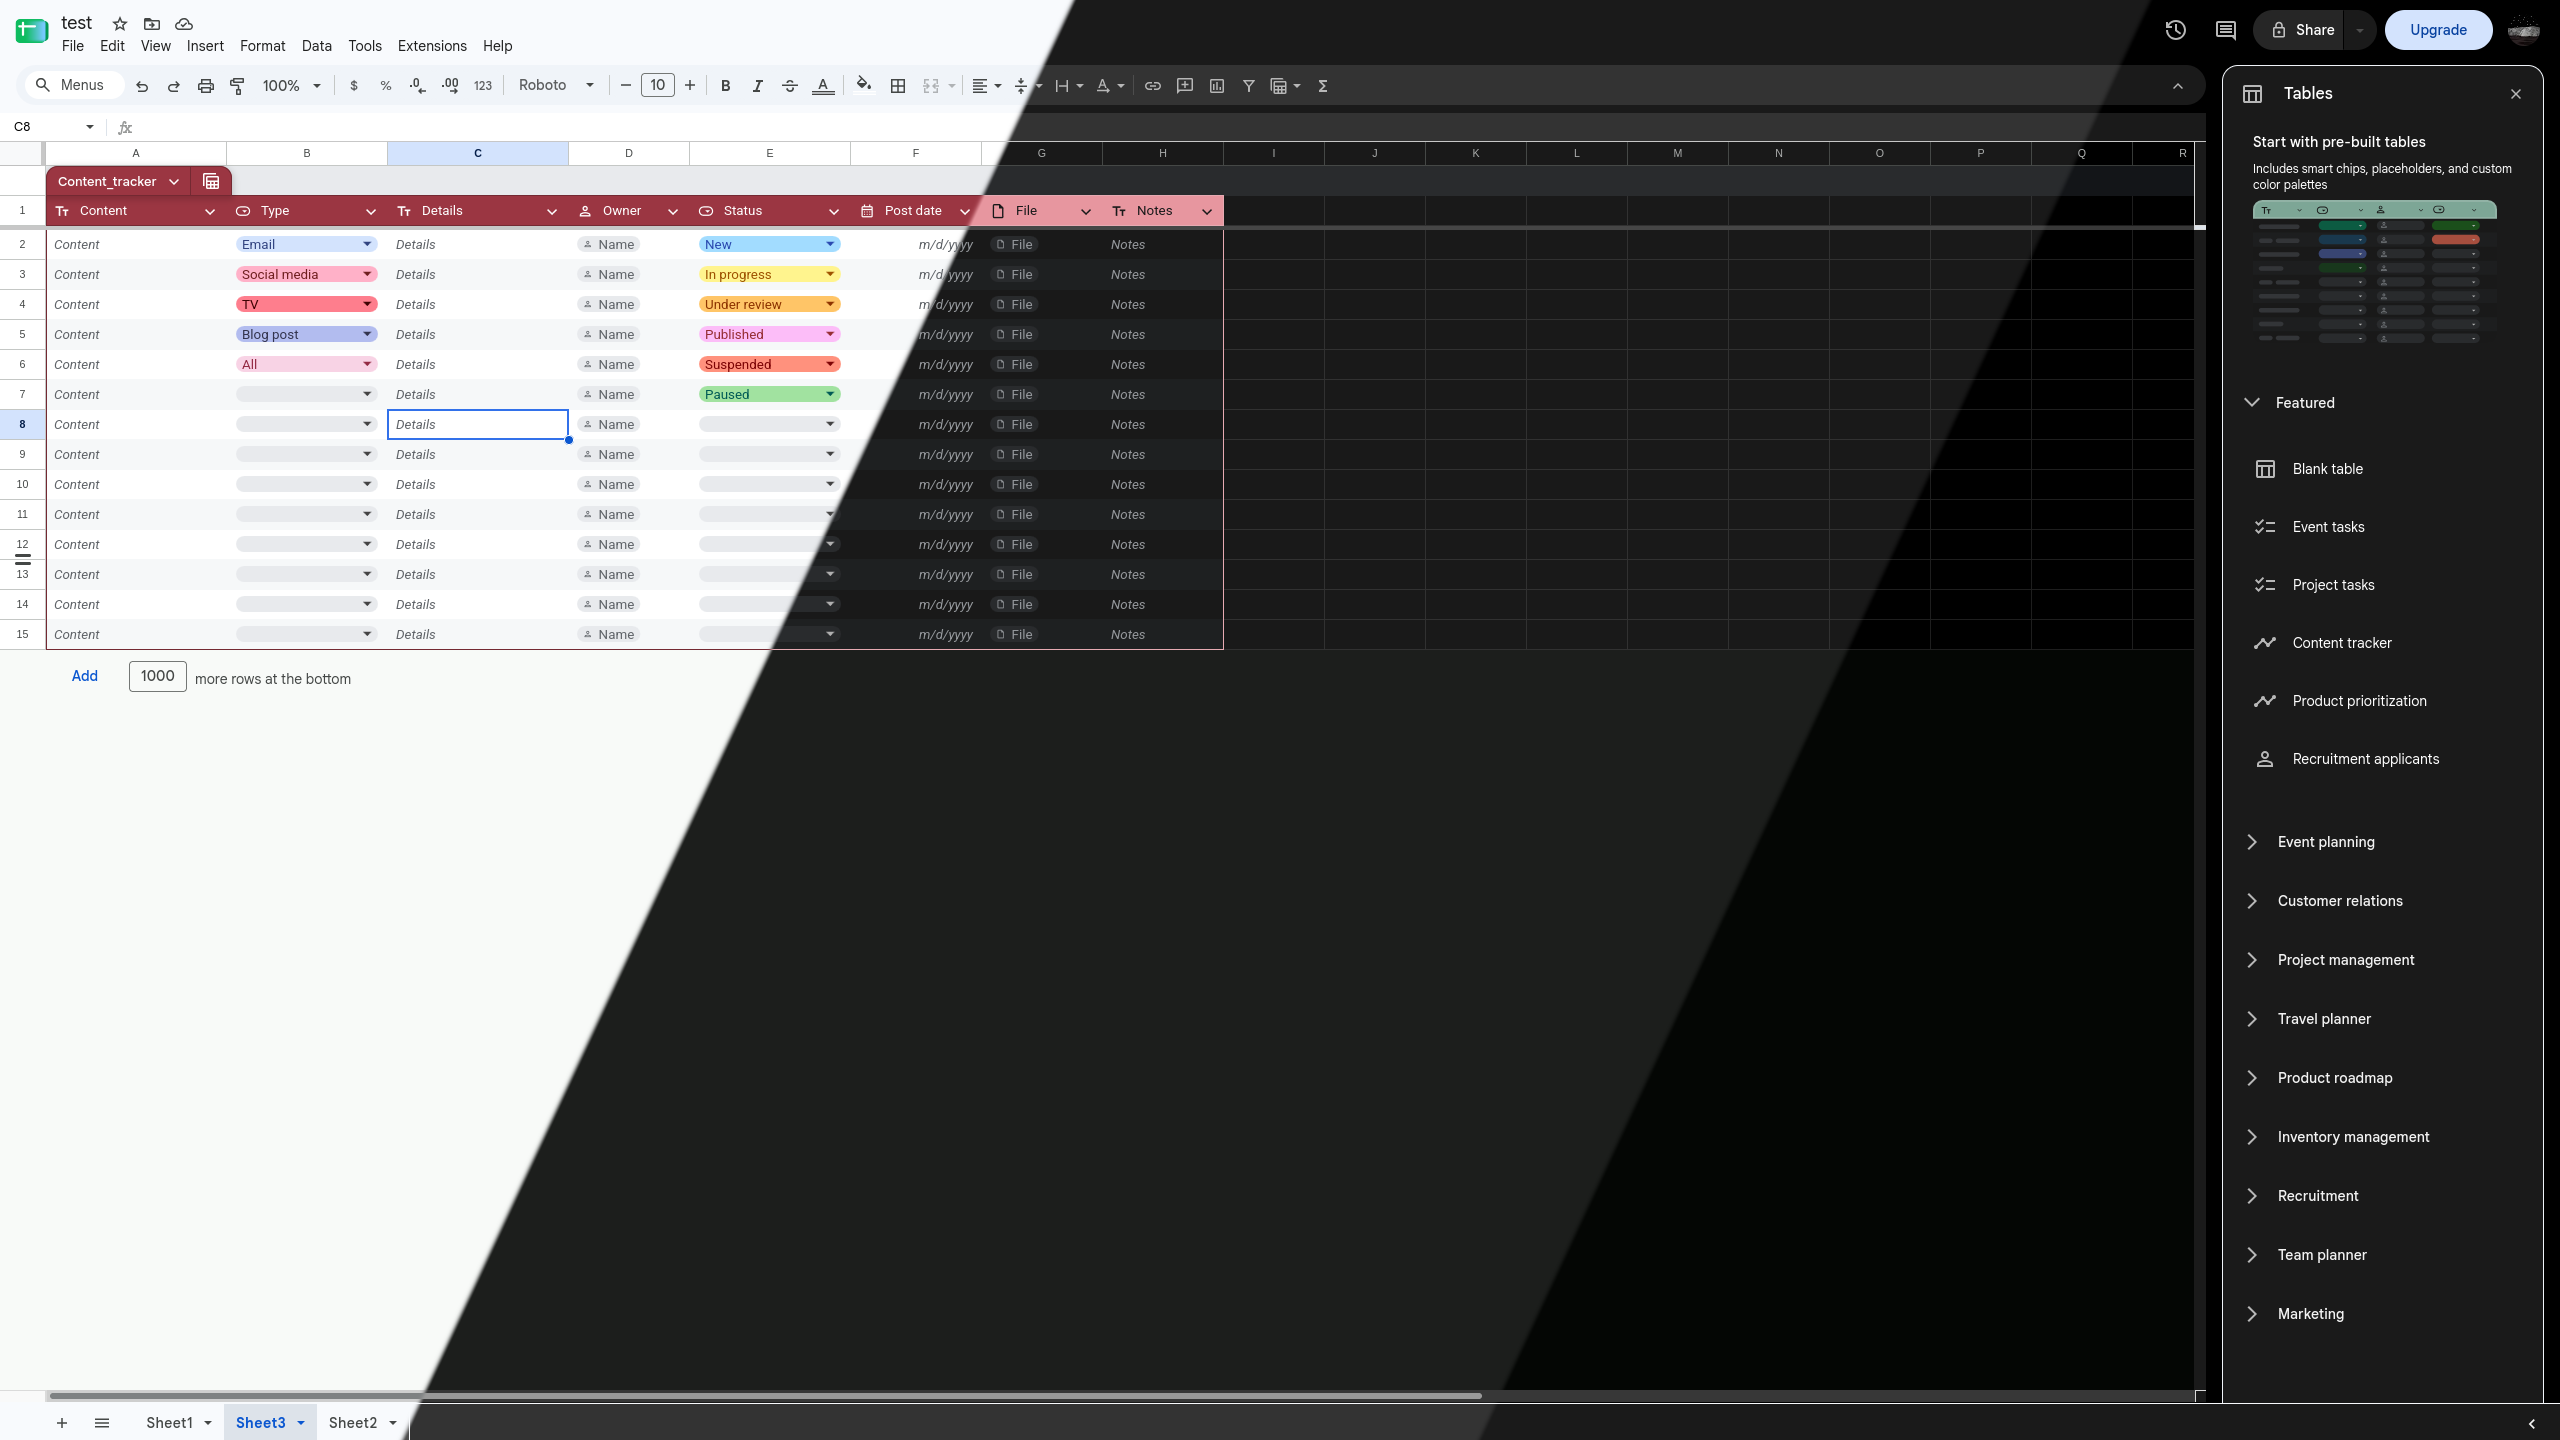 test
File Edit View Insert Format Data Tools Extensions Help
Share
Upgrade
Menus 100% $ % .0 .00 123 Roboto 10 B I A Σ
C8 fx
A B C D E F G H I J K L M N O P Q R
Content_tracker
1 Content Type Details Owner Status Post date File Notes
2 Content Email Details Name New m/d/yyyy File Notes
3 Content Social media Details Name In progress m/d/yyyy File Notes
4 Content TV Details Name Under review m/d/yyyy File Notes
5 Content Blog post Details Name Published m/d/yyyy File Notes
6 Content All Details Name Suspended m/d/yyyy File Notes
7 Content Details Name Paused m/d/yyyy File Notes
8 Content Details Name m/d/yyyy File Notes
9 Content Details Name m/d/yyyy File Notes
10 Content Details Name m/d/yyyy File Notes
11 Content Details Name m/d/yyyy File Notes
12 Content Details Name m/d/yyyy File Notes
13 Content Details Name m/d/yyyy File Notes
14 Content Details Name m/d/yyyy File Notes
15 Content Details Name m/d/yyyy File Notes
Add 1000 more rows at the bottom
Sheet1 Sheet3 Sheet2
Tables
Start with pre-built tables
Includes smart chips, placeholders, and custom
color palettes
Featured
Blank table
Event tasks
Project tasks
Content tracker
Product prioritization
Recruitment applicants
Event planning
Customer relations
Project management
Travel planner
Product roadmap
Inventory management
Recruitment
Team planner
Marketing